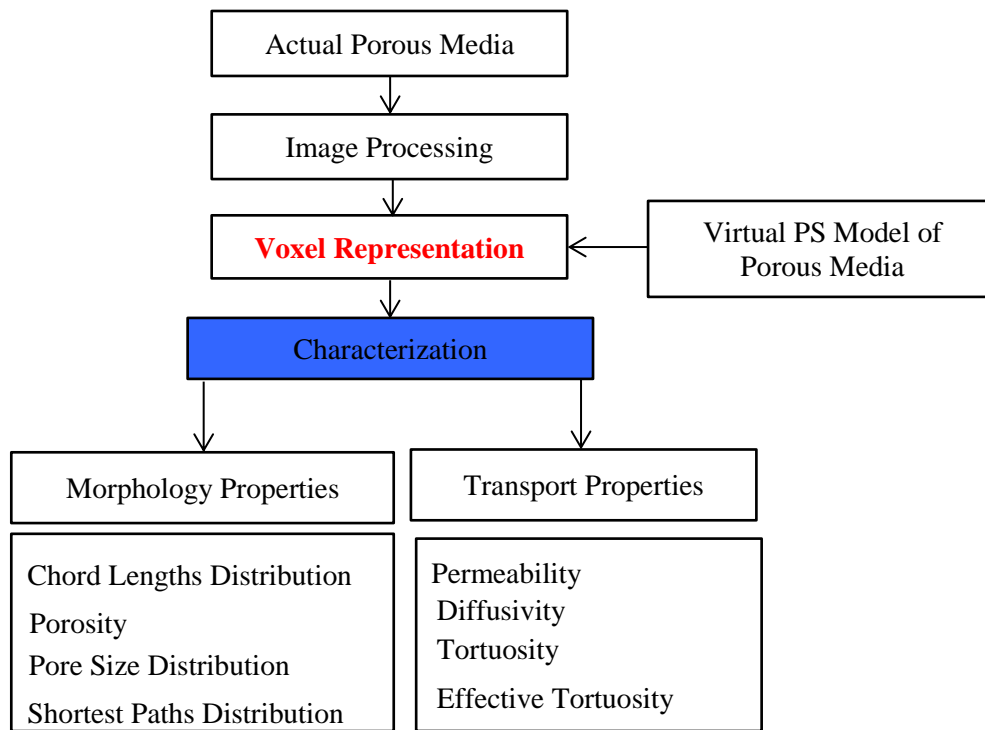 Actual Porous Media
Image Processing
Voxel Representation
Virtual PS Model of
Porous Media
Characterization
Morphology Properties
Transport Properties
Chord Lengths Distribution
Porosity
Pore Size Distribution
Shortest Paths Distribution
Permeability
Diffusivity
Tortuosity
Effective Tortuosity